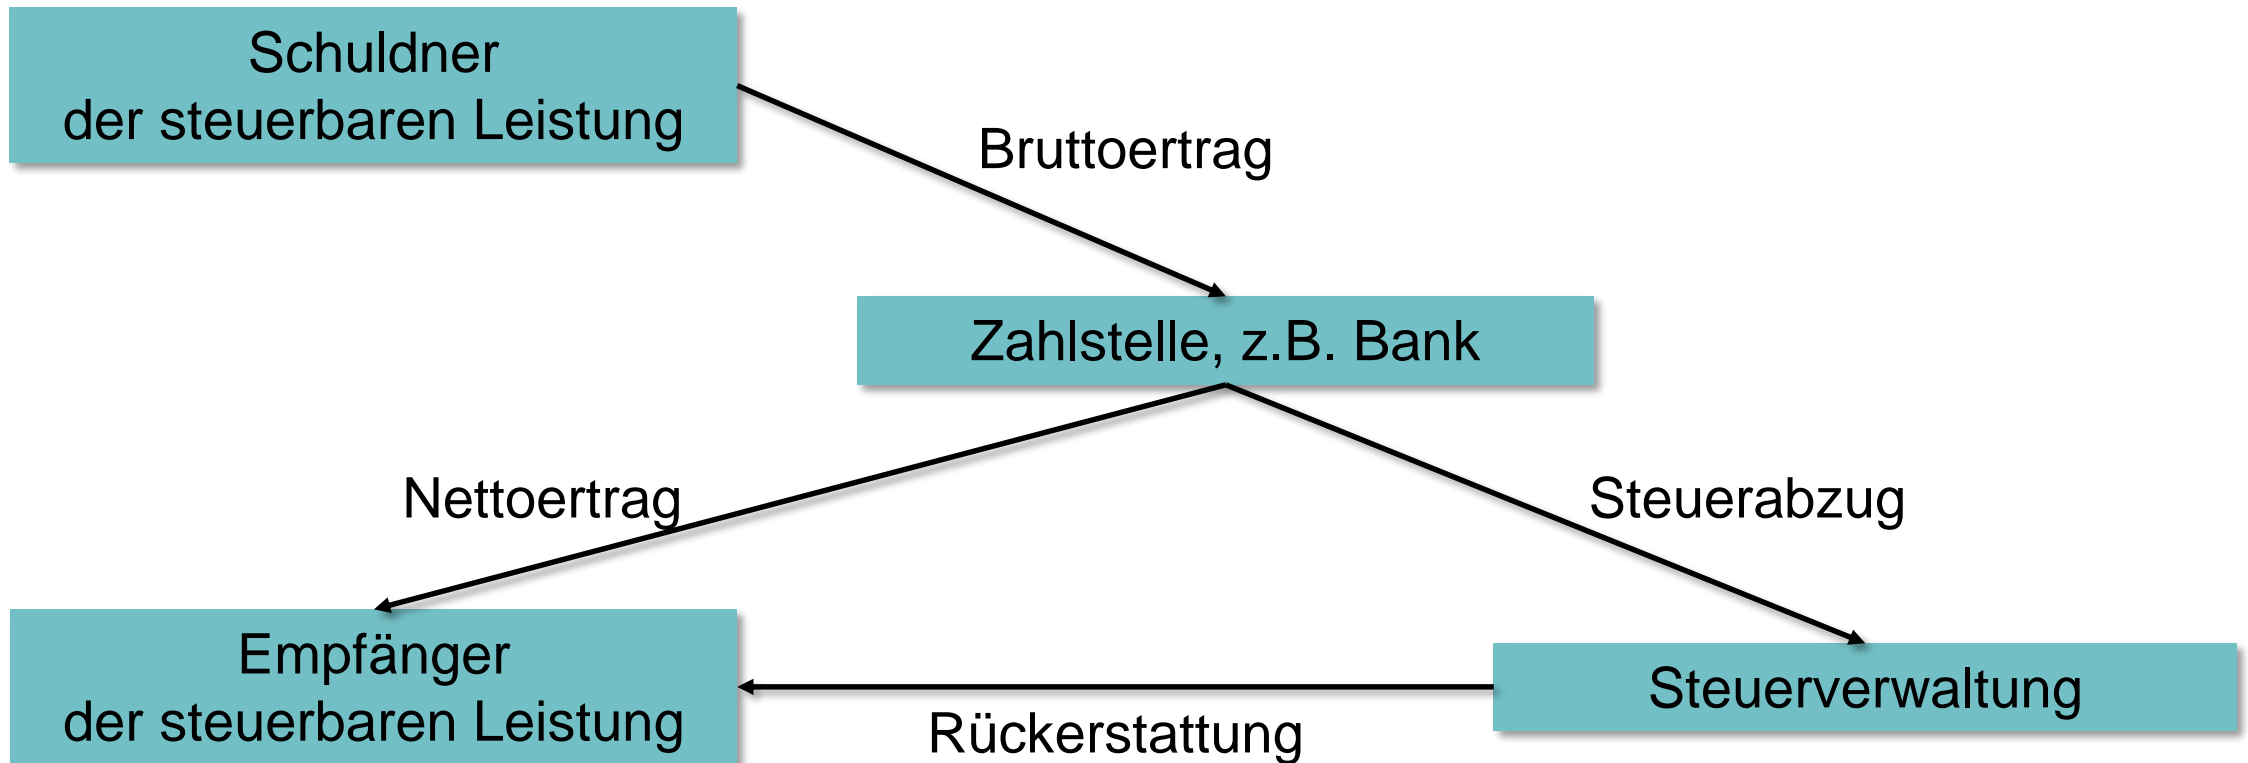 Schuldner
der steuerbaren Leistung
Bruttoertrag
Zahlstelle, z.B. Bank
Nettoertrag
Steuerabzug
Empfänger
der steuerbaren Leistung
Steuerverwaltung
Rückerstattung